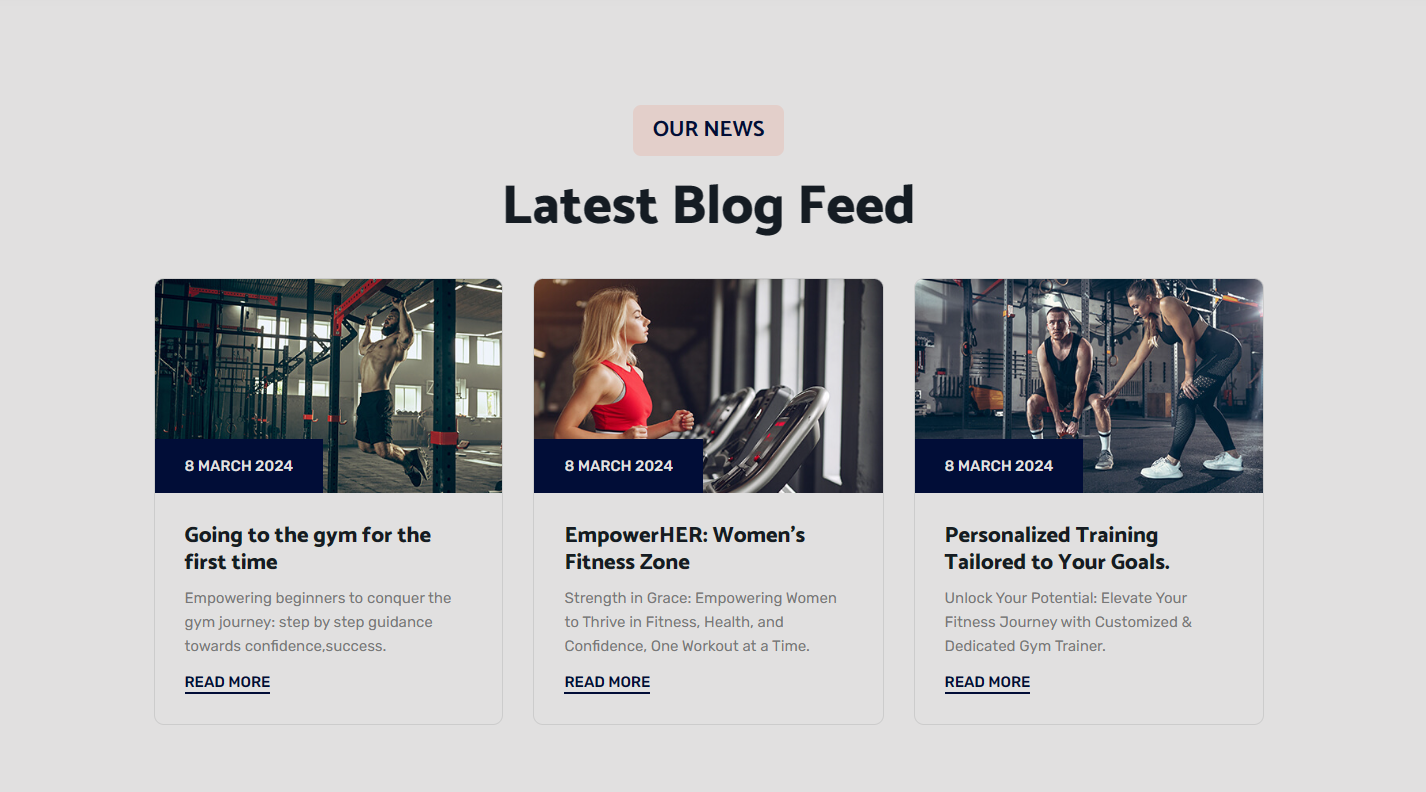 OUR NEWS
Latest Blog Feed
8 MARCH 2024
Going to the gym for the
first time
Empowering beginners to conquer the
gym journey: step by step guidance
towards confidence,success.
READ MORE
8 MARCH 2024
EmpowerHER: Women's
Fitness Zone
Strength in Grace: Empowering Women
to Thrive in Fitness, Health, and
Confidence, One Workout at a Time.
READ MORE
8 MARCH 2024
Personalized Training
Tailored to Your Goals.
Unlock Your Potential: Elevate Your
Fitness Journey with Customized &
Dedicated Gym Trainer.
READ MORE